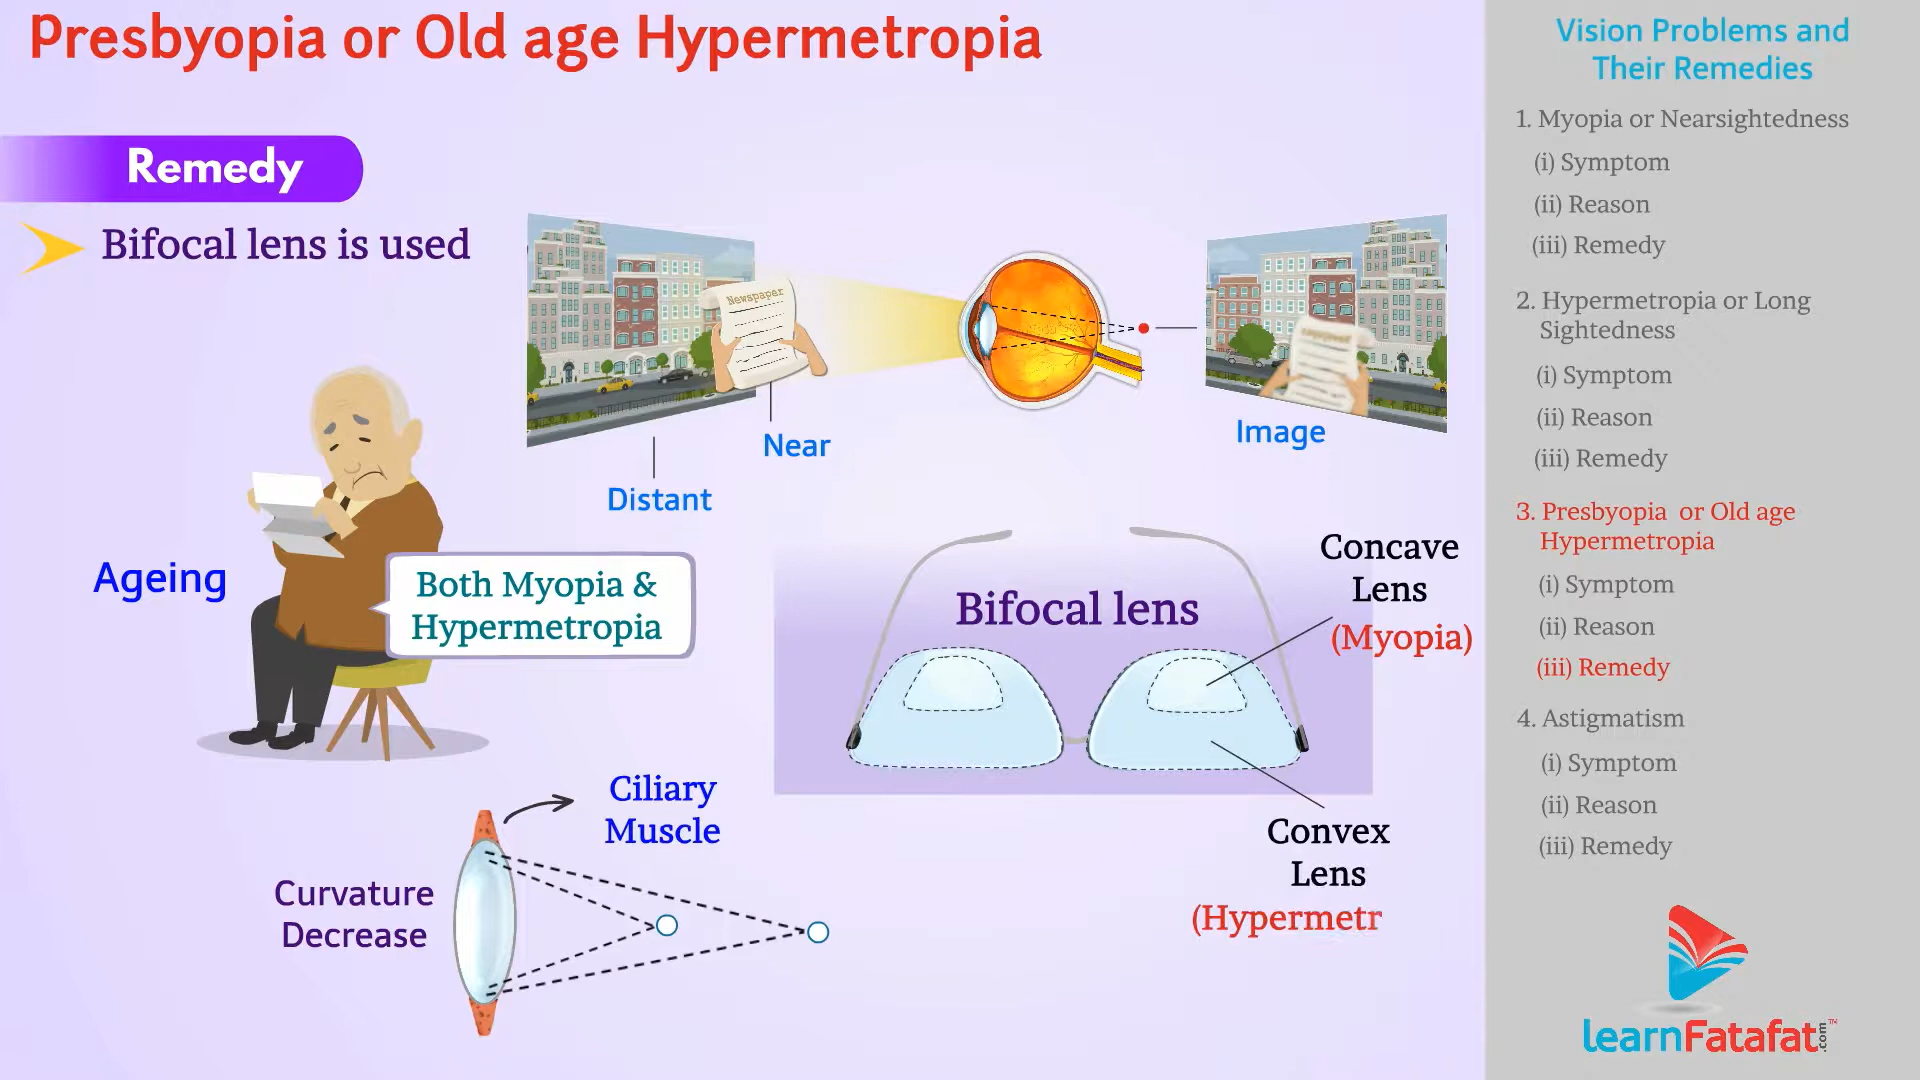 Presbyopia or Old age Hypermetropia
Remedy
Bifocal lens is used
Newspaper
Near
Distant
Image
Ageing
Both Myopia &
Hypermetropia
Bifocal lens
Concave
Lens
(Myopia)
Convex
Lens
(Hypermetr
Ciliary
Muscle
Curvature
Decrease
Vision Problems and
Their Remedies
1. Myopia or Nearsightedness
(i) Symptom
(ii) Reason
(iii) Remedy
2. Hypermetropia or Long
Sightedness
(i) Symptom
(ii) Reason
(iii) Remedy
3. Presbyopia or Old age
Hypermetropia
(i) Symptom
(ii) Reason
(iii) Remedy
4. Astigmatism
(i) Symptom
(ii) Reason
(iii) Remedy
learnFatafat.com™